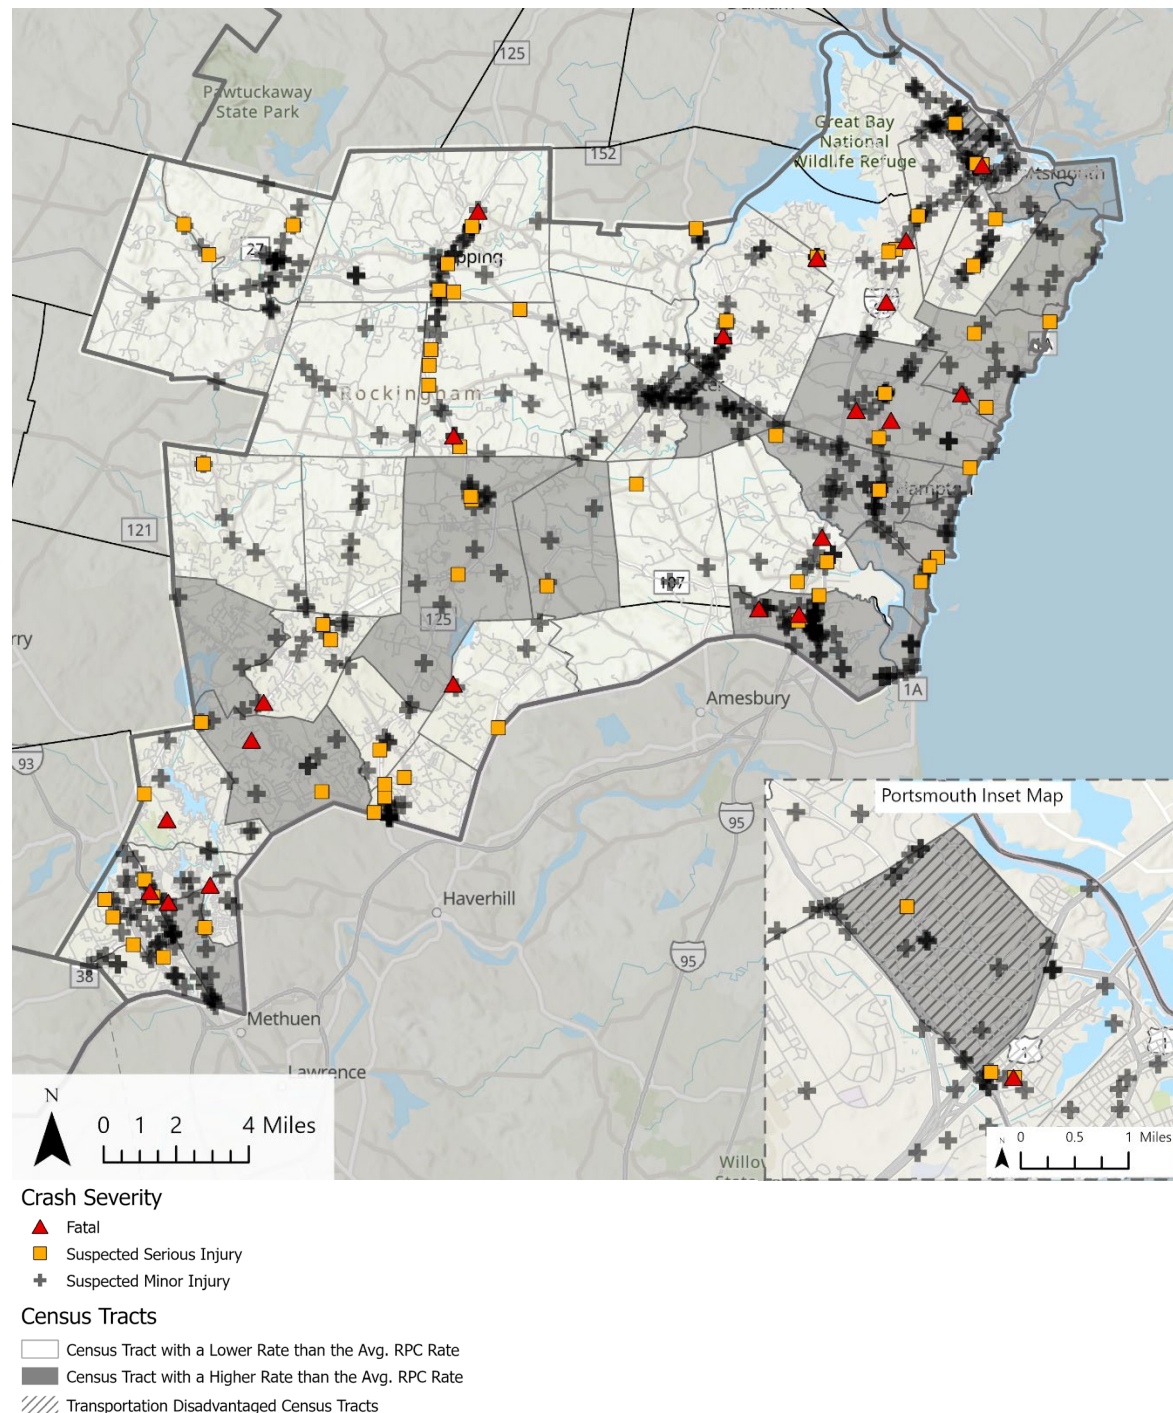 125
Pawtuckaway
State Park
152
Great Bay
National
Wildlife Refuge
27
Rockingham
1A
121
107
125
Amesbury
1A
93
Portsmouth Inset Map
95
Haverhill
95
38
Methuen
Lawrence
N
0 1 2 4 Miles
N
0 0.5 1 Miles
Crash Severity
Fatal
Suspected Serious Injury
Suspected Minor Injury
Census Tracts
Census Tract with a Lower Rate than the Avg. RPC Rate
Census Tract with a Higher Rate than the Avg. RPC Rate
Transportation Disadvantaged Census Tracts